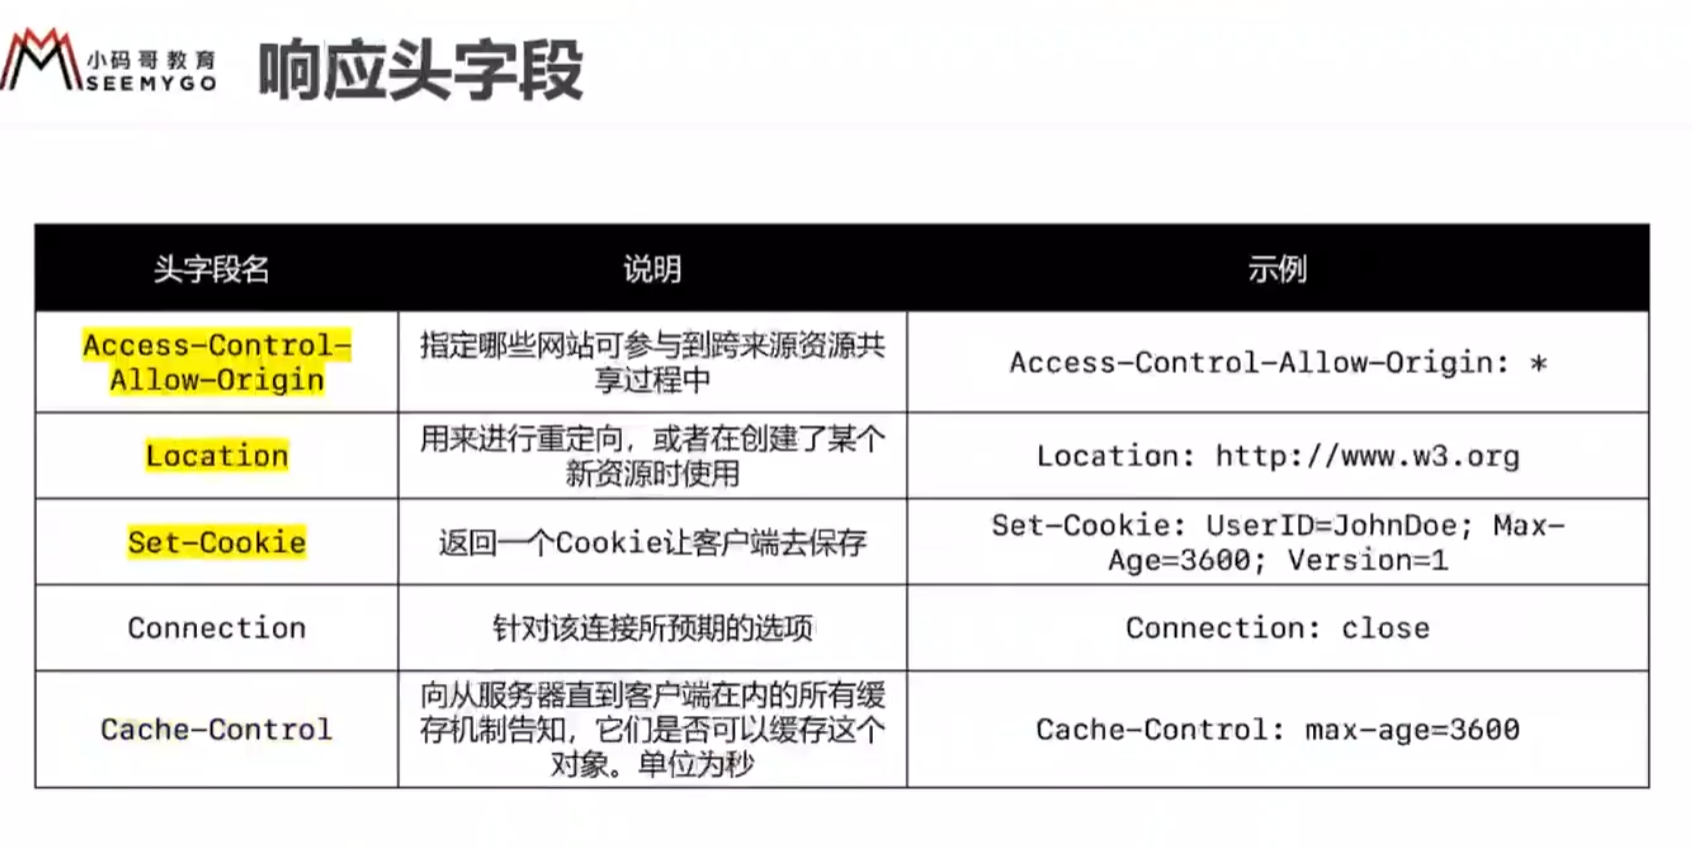 小码哥教育
SEEMYGO
响应头字段
头字段名
说明
示例
Access-Control-
Allow-Origin
指定哪些网站可参与到跨来源资源共
享过程中
Access-Control-Allow-Origin: *
Location
用来进行重定向，或者在创建了某个
新资源时使用
Location: http://www.w3.org
Set-Cookie
返回一个Cookie让客户端去保存
Set-Cookie: UserID=JohnDoe; Max-
Age=3600; Version=1
Connection
针对该连接所预期的选项
Connection: close
Cache-Control
向从服务器直到客户端在内的所有缓
存机制告知，它们是否可以缓存这个
对象。单位为秒
Cache-Control: max-age=3600